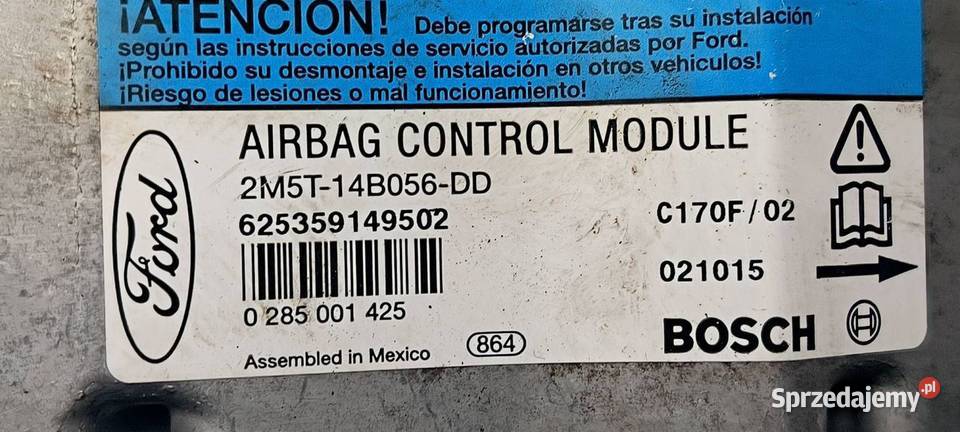 ¡ATENCIÓN! Debe programarse tras su instalación
según las instrucciones de servicio autorizadas por Ford.
¡Prohibido su desmontaje e instalación en otros vehiculos!
¡Riesgo de lesiones o mal funcionamiento!
Ford
AIRBAG CONTROL MODULE
2M5T-14B056-DD
625359149502
C170F/02
0 285 001 425
021015
Assembled in Mexico
864
BOSCH
Sprzedajemy.pl